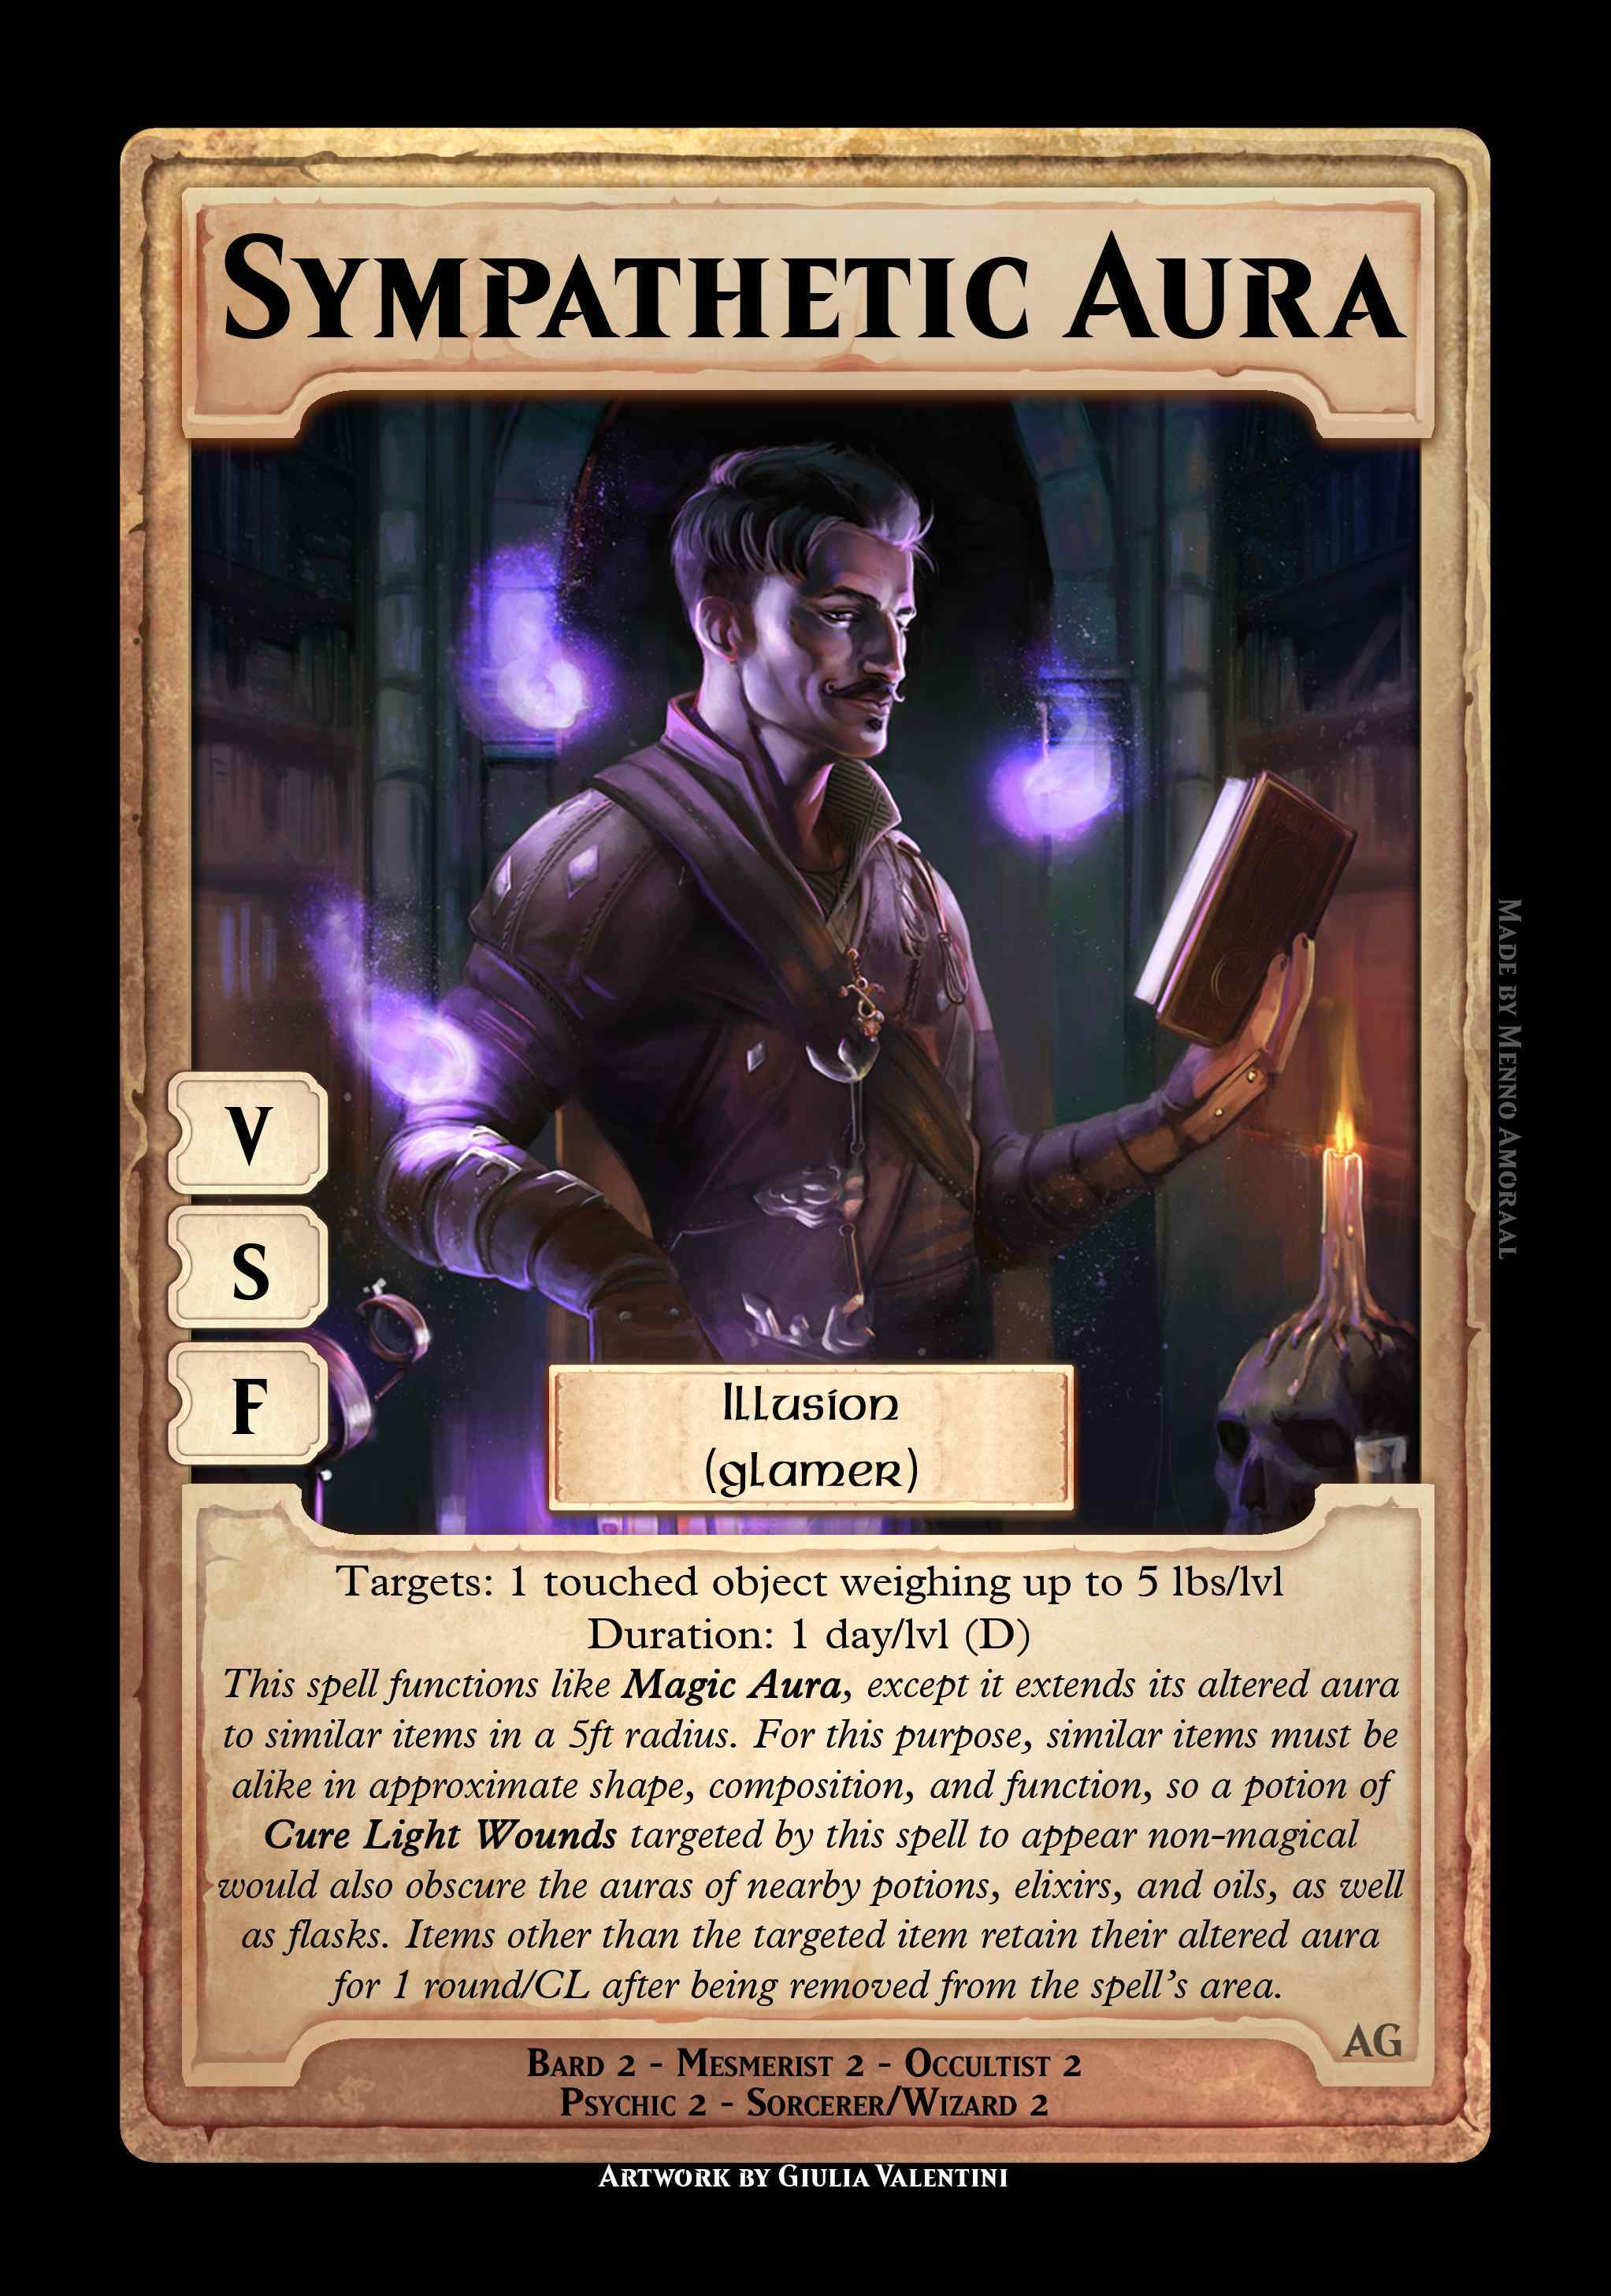 Sympathetic Aura
V
S
F
Illusion
(glamer)
Targets: 1 touched object weighing up to 5 lbs/lvl
Duration: 1 day/lvl (D)
This spell functions like Magic Aura, except it extends its altered aura
to similar items in a 5ft radius. For this purpose, similar items must be
alike in approximate shape, composition, and function, so a potion of
Cure Light Wounds targeted by this spell to appear non-magical
would also obscure the auras of nearby potions, elixirs, and oils, as well
as flasks. Items other than the targeted item retain their altered aura
for 1 round/CL after being removed from the spell's area.
AG
Bard 2 - Mesmerist 2 - Occultist 2
Psychic 2 - Sorcerer/Wizard 2
Artwork by Giulia Valentini
Made by Menno Amoraal